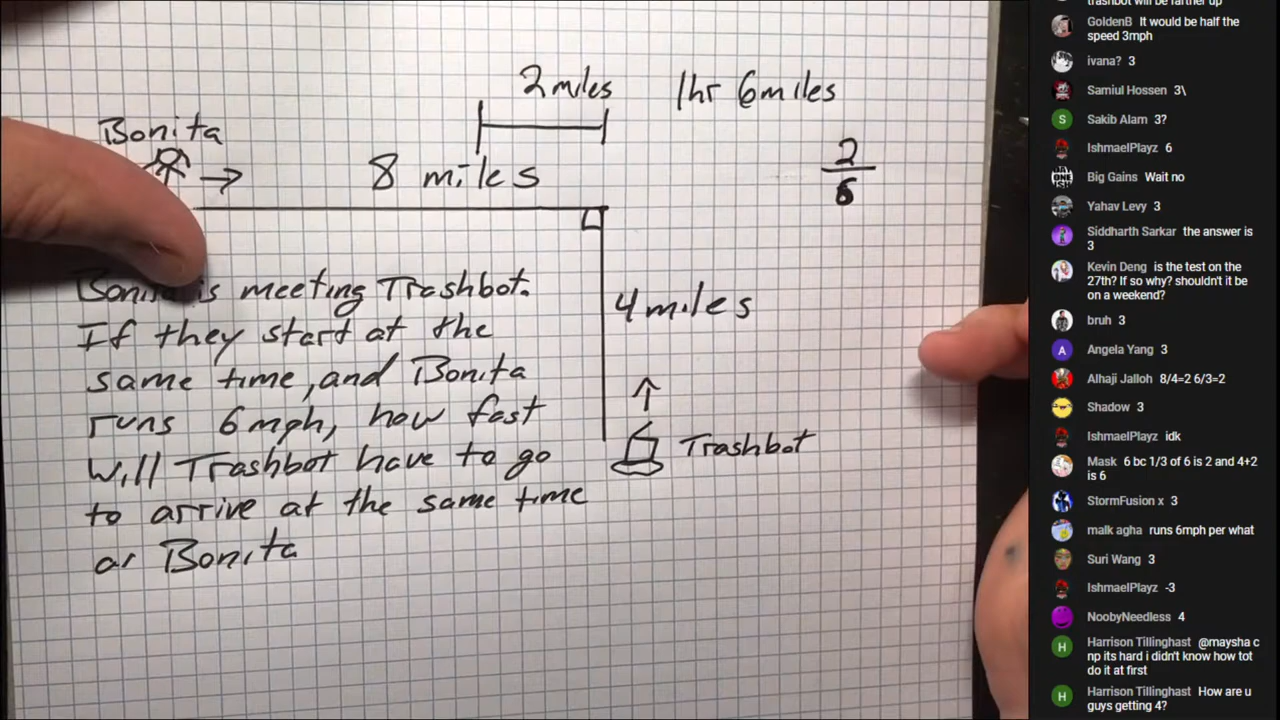 2 miles
1hr 6miles
Bonita
8 miles
2
6
4 miles
Trashbot
Bonita is meeting Trashbot.
If they start at the
same time, and Bonita
runs 6mph, how fast
will Trashbot have to go
to arrive at the same time
as Bonita
trashbot will be farther up
GoldenB It would be half the
speed 3mph
ivana? 3
Samiul Hossen 3\
S Sakib Alam 3?
IshmaelPlayz 6
Big Gains Wait no
Yahav Levy 3
Siddharth Sarkar the answer is
3
Kevin Deng is the test on the
27th? If so why? shouldn't it be
on a weekend?
bruh 3
A Angela Yang 3
Alhaji Jalloh 8/4=2 6/3=2
Shadow 3
IshmaelPlayz idk
Mask 6 bc 1/3 of 6 is 2 and 4+2
is 6
StormFusion x 3
malk agha runs 6mph per what
Suri Wang 3
IshmaelPlayz -3
NoobyNeedless 4
H Harrison Tillinghast @maysha c
np its hard i didn't know how tot
do it at first
H Harrison Tillinghast How are u
guys getting 4?